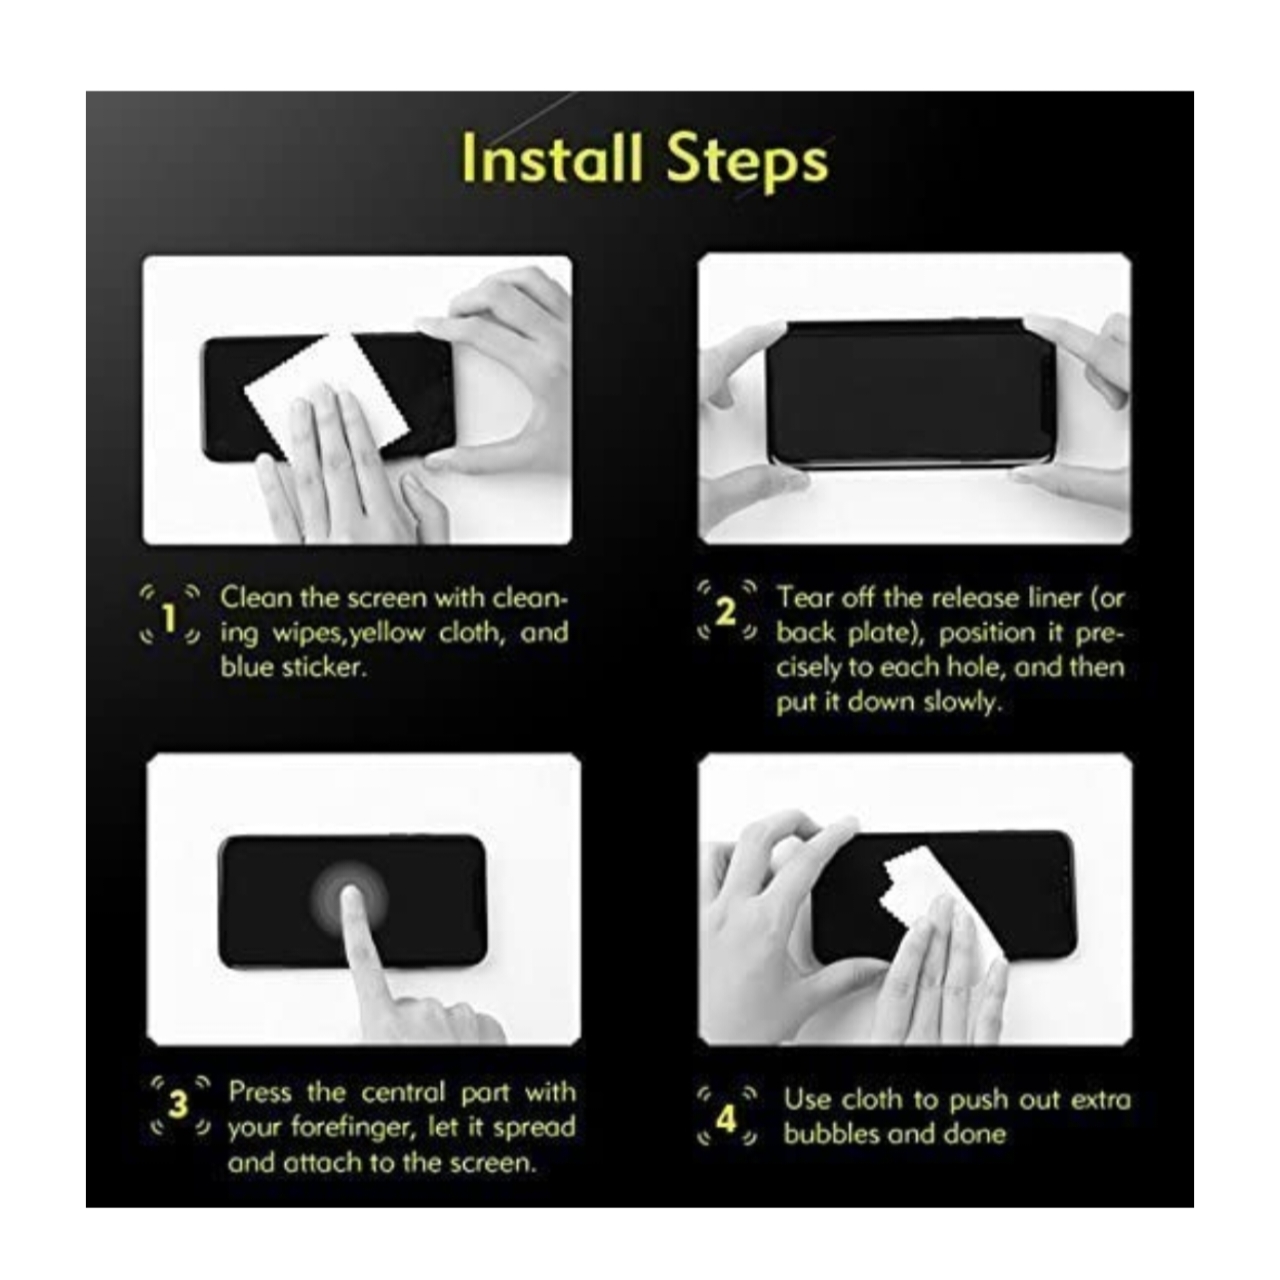 Install Steps
1
Clean the screen with clean-
ing wipes,yellow cloth, and
blue sticker.
2
Tear off the release liner (or
back plate), position it pre-
cisely to each hole, and then
put it down slowly.
3
Press the central part with
your forefinger, let it spread
and attach to the screen.
4
Use cloth to push out extra
bubbles and done